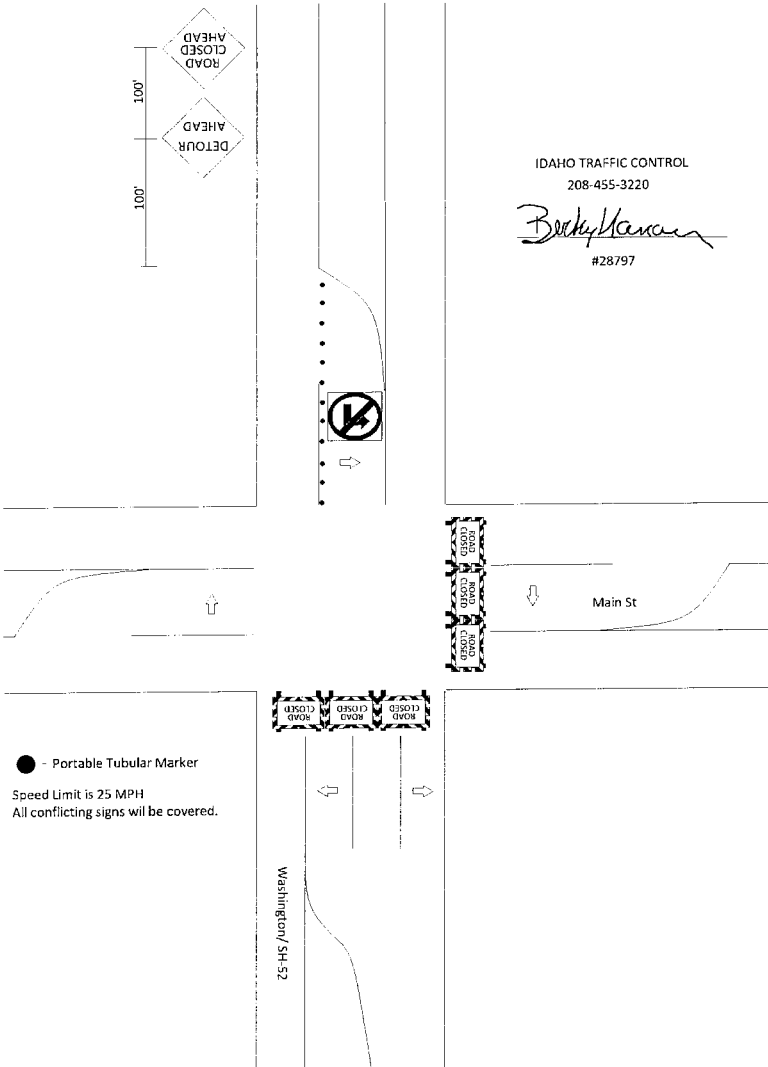 ROAD
CLOSED
AHEAD
100'
DETOUR
AHEAD
100'
IDAHO TRAFFIC CONTROL
208-455-3220
#28797
ROAD
CLOSED
ROAD
CLOSED
ROAD
CLOSED
Main St
ROAD
CLOSED
ROAD
CLOSED
ROAD
CLOSED
- Portable Tubular Marker
Speed Limit is 25 MPH
All conflicting signs wil be covered.
Washington/ SH-52